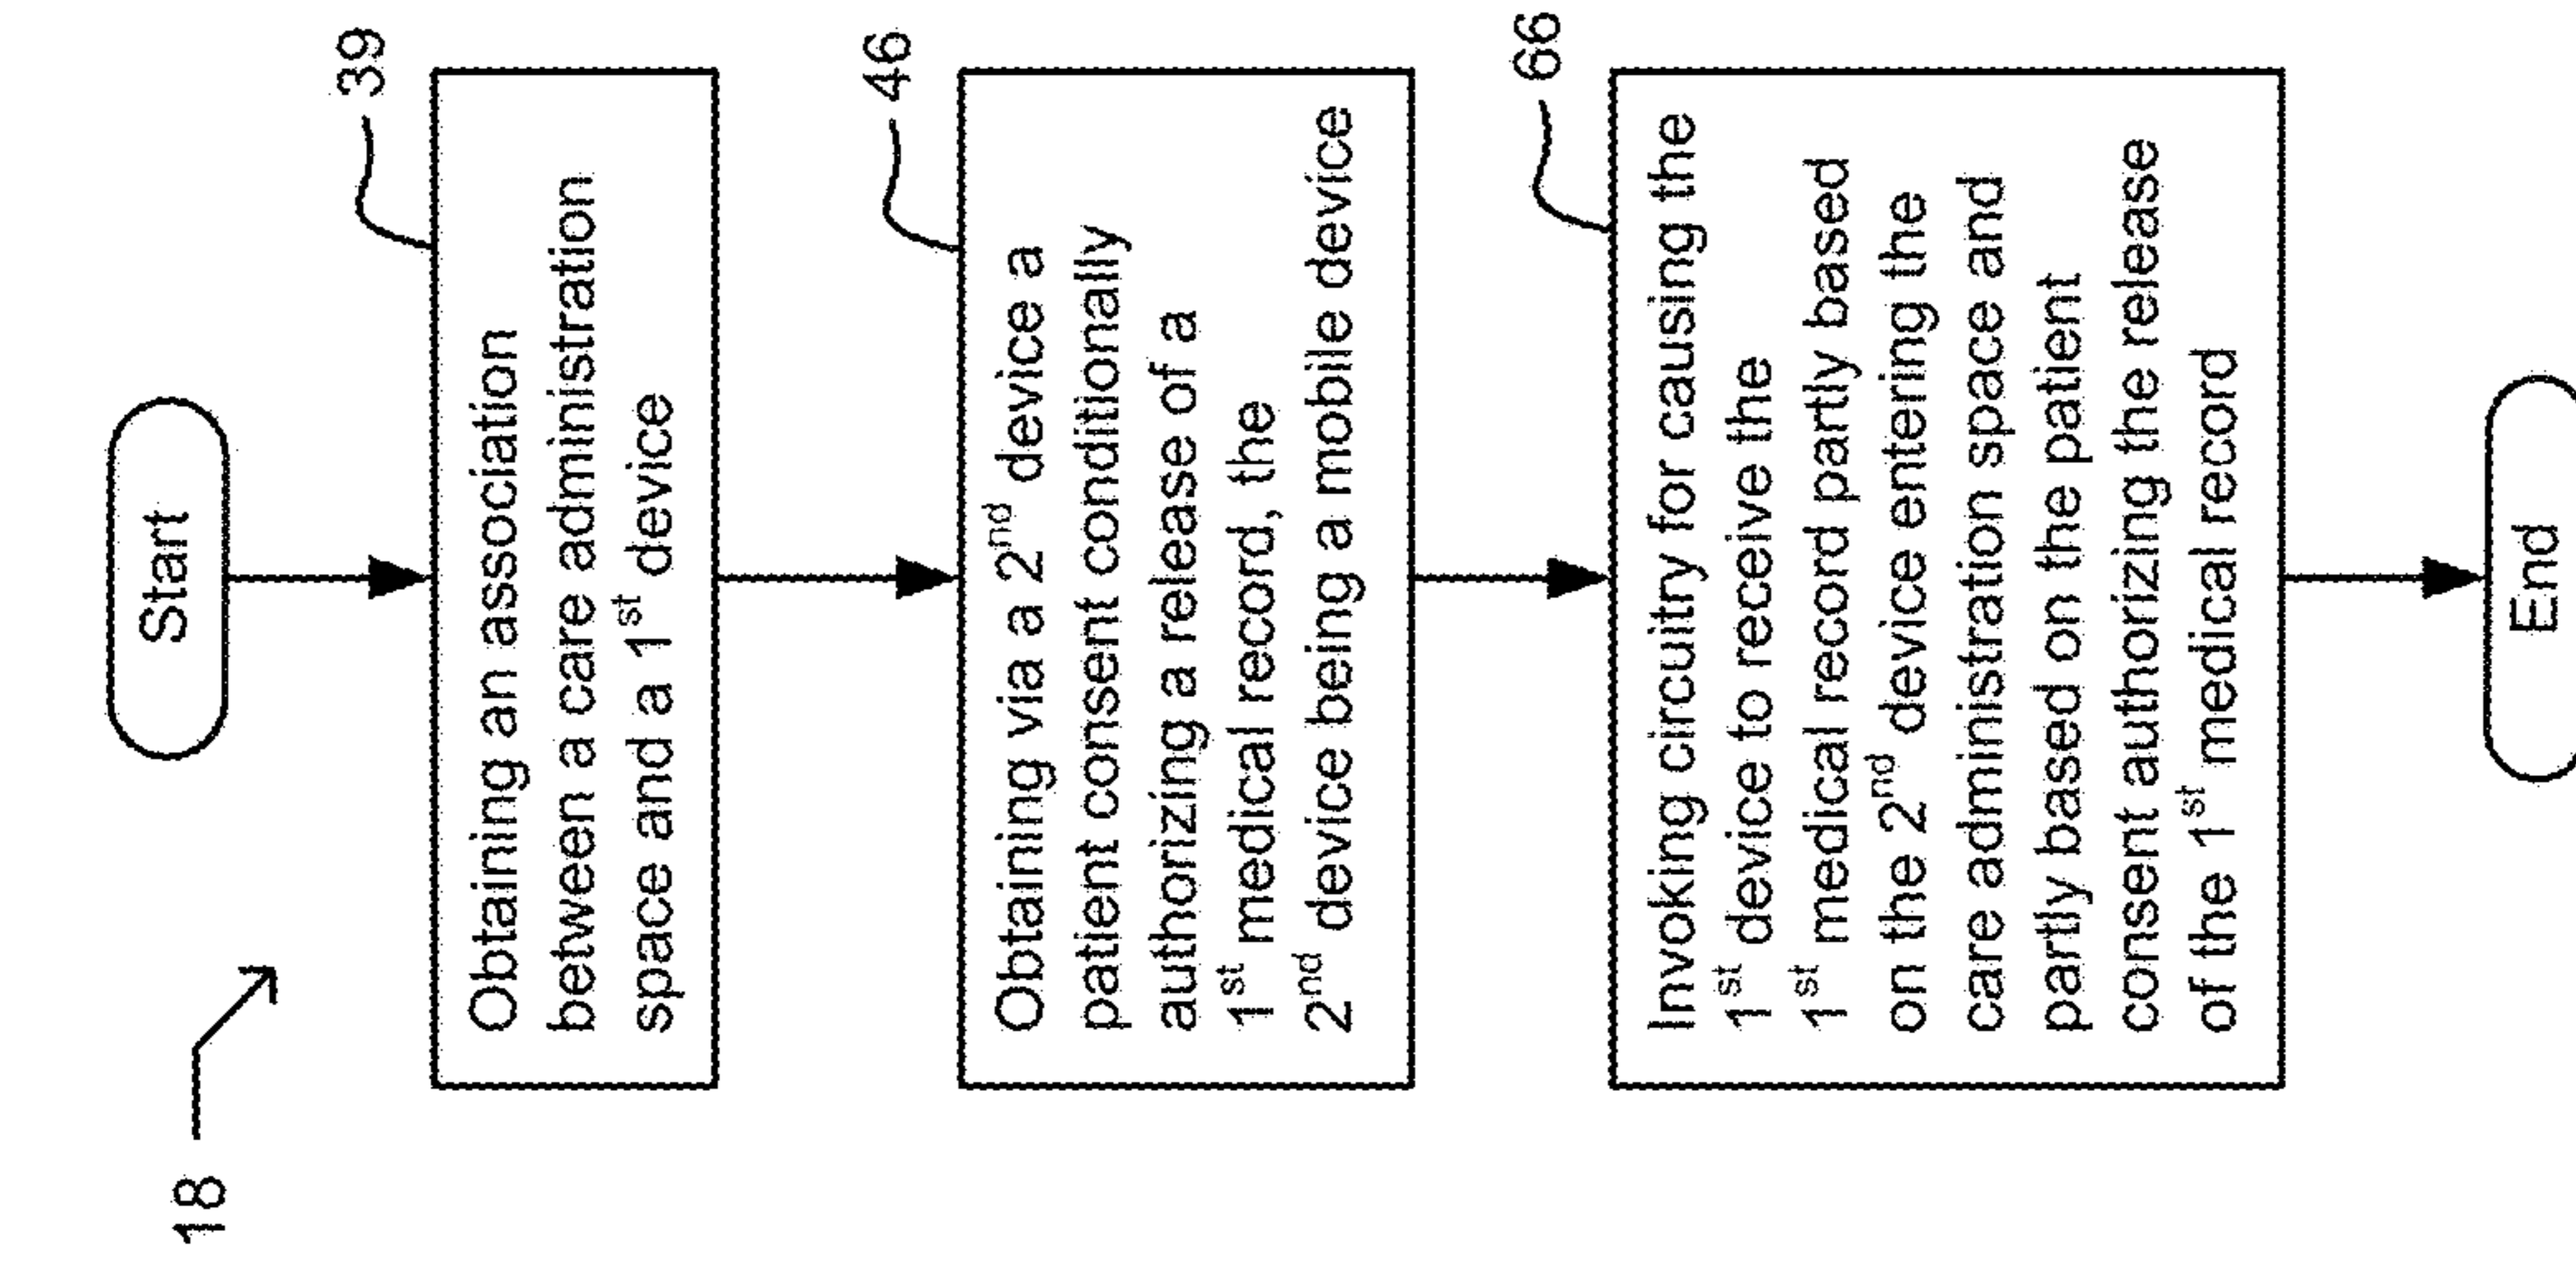 18
Start
39
Obtaining an association
between a care administration
space and a 1st device
46
Obtaining via a 2nd device a
patient consent conditionally
authorizing a release of a
1st medical record, the
2nd device being a mobile device
66
Invoking circuitry for causing the
1st device to receive the
1st medical record partly based
on the 2nd device entering the
care administration space and
partly based on the patient
consent authorizing the release
of the 1st medical record
End